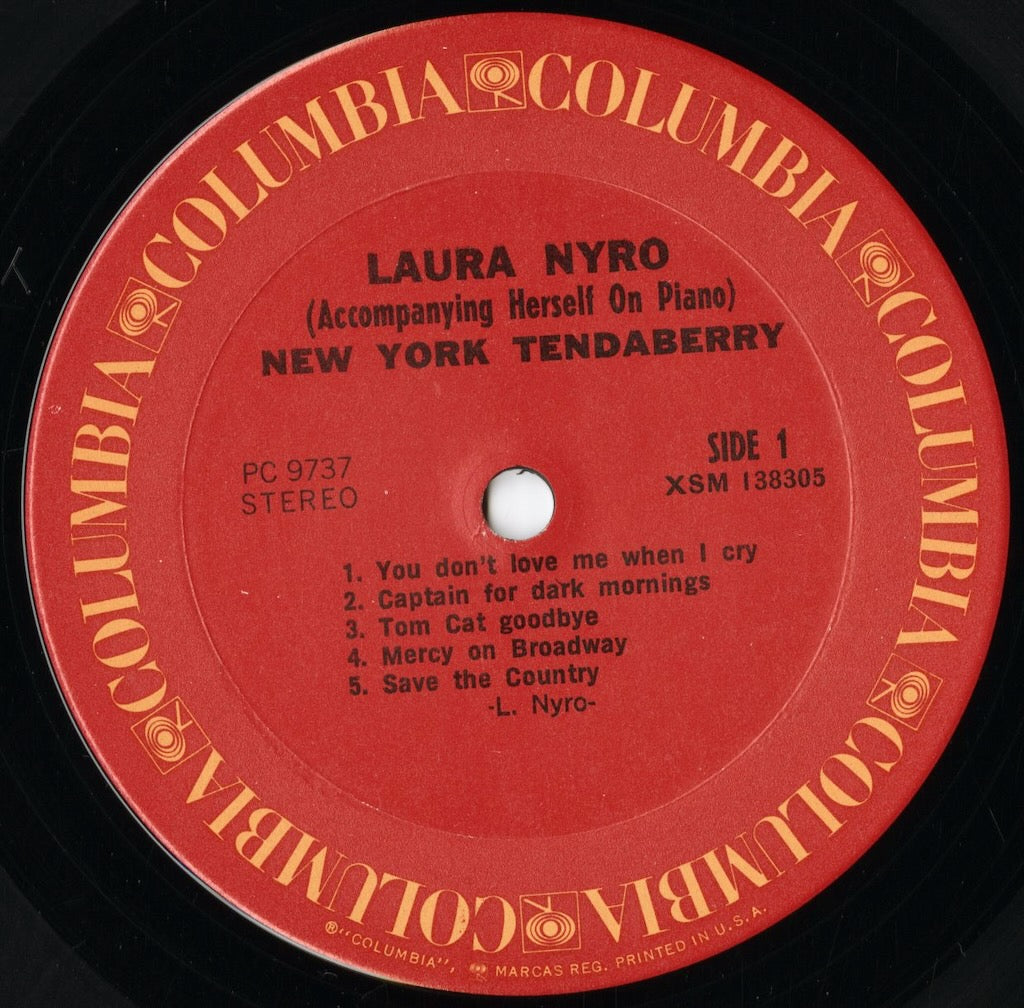 COLUMBIA COLUMBIA COLUMBIA COLUMBIA COLUMBIA COLUMBIA COLUMBIA COLUMBIA
LAURA NYRO
(Accompanying Herself On Piano)
NEW YORK TENDABERRY
PC 9737
STEREO
SIDE 1
XSM 138305
1. You don't love me when I cry
2. Captain for dark mornings
3. Tom Cat goodbye
4. Mercy on Broadway
5. Save the Country
-L. Nyro-
®"COLUMBIA", MARCAS REG. PRINTED IN U.S.A.